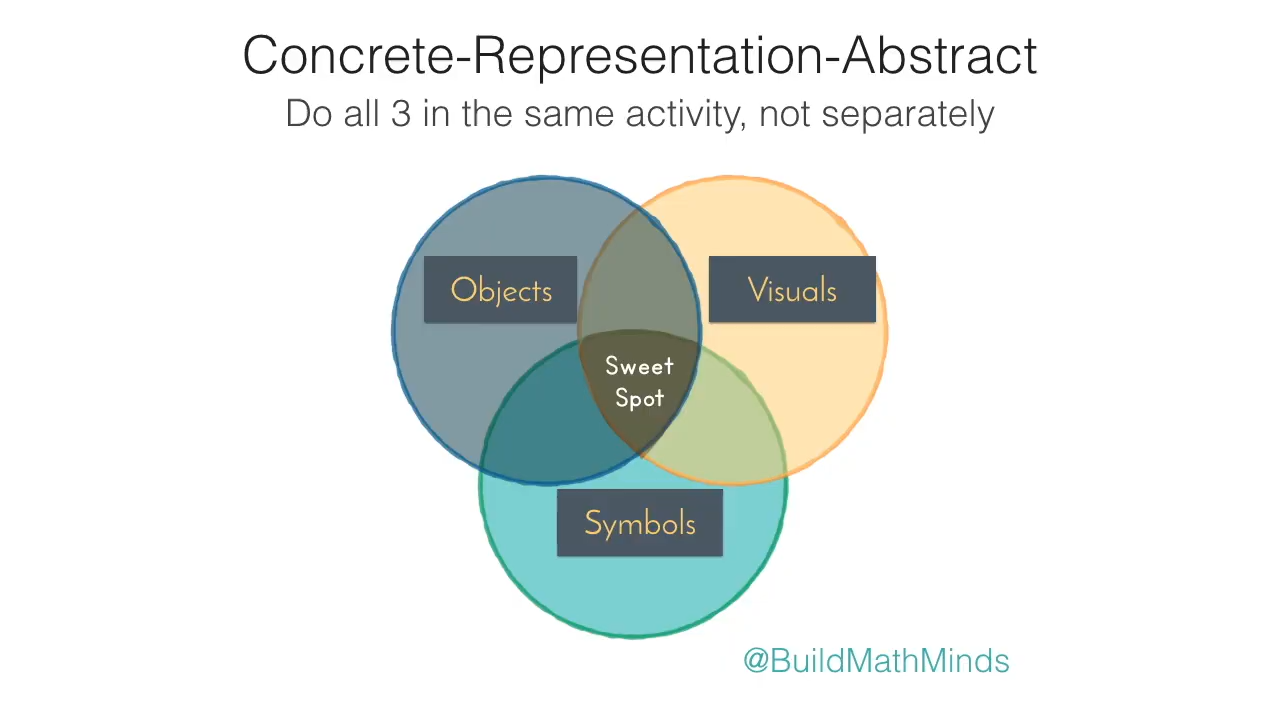 Concrete-Representation-Abstract
Do all 3 in the same activity, not separately
Objects
Visuals
Sweet
Spot
Symbols
@BuildMathMinds